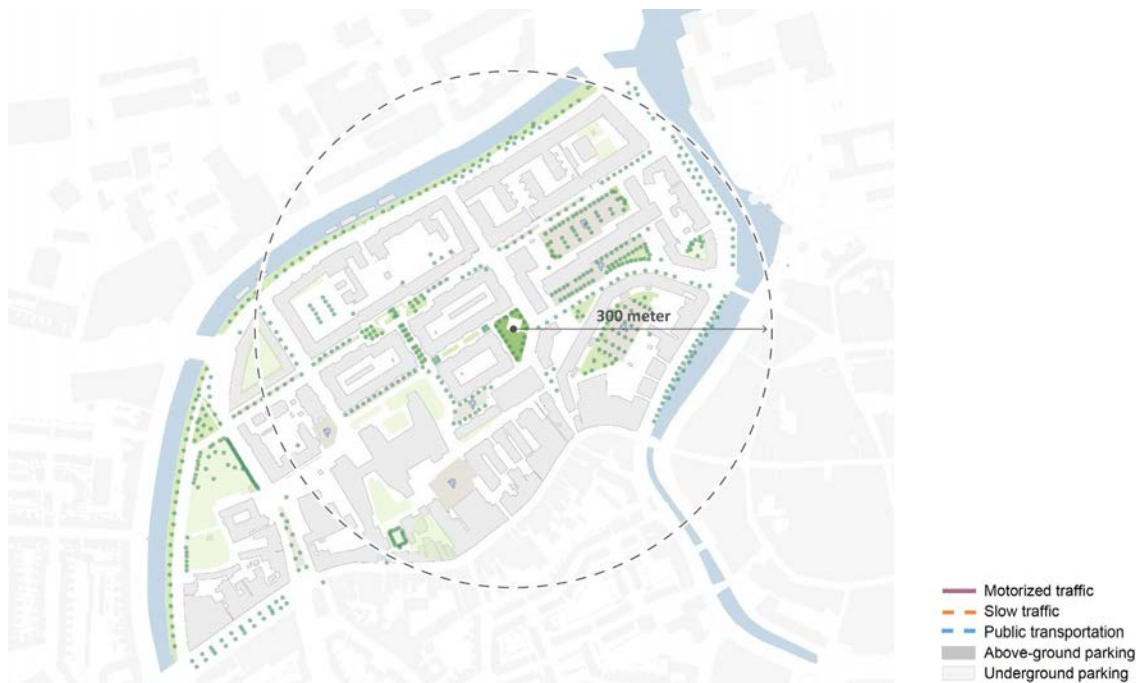 300 meter
P
P
P
P
P
P
Motorized traffic
Slow traffic
Public transportation
Above-ground parking
Underground parking